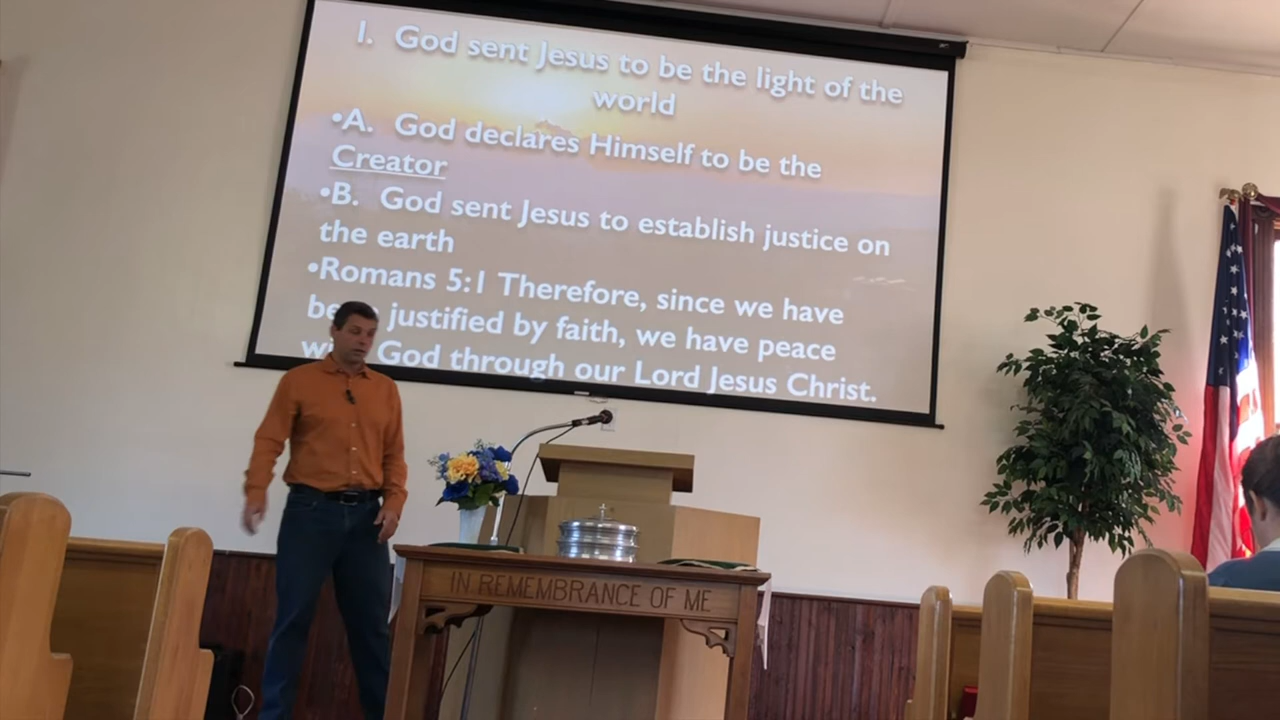 I. God sent Jesus to be the light of the
world
•A. God declares Himself to be the
Creator
•B. God sent Jesus to establish justice on
the earth
•Romans 5:1 Therefore, since we have
justified by faith, we have peace
God through our Lord Jesus Christ.
IN REMEMBRANCE OF ME